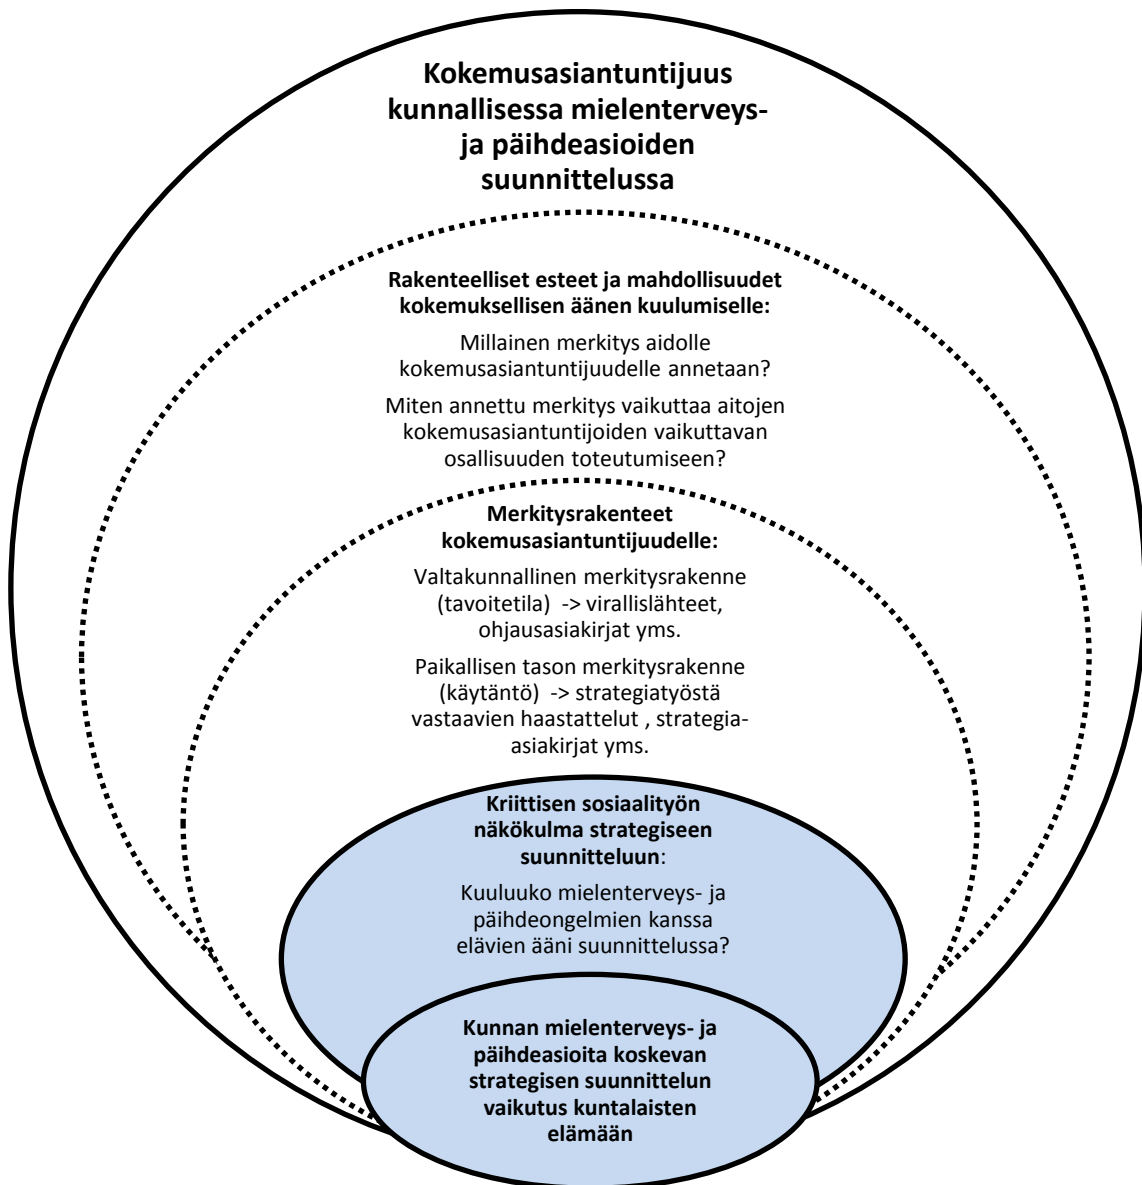 Kokemusasiantuntijuus
kunnallisessa mielenterveys-
ja päihdeasioiden
suunnittelussa
Rakenteelliset esteet ja mahdollisuudet
kokemuksellisen äänen kuulumiselle:
Millainen merkitys aidolle
kokemusasiantuntijuudelle annetaan?
Miten annettu merkitys vaikuttaa aitojen
kokemusasiantuntijoiden vaikuttavan
osallisuuden toteutumiseen?
Merkitysrakenteet
kokemusasiantuntijuudelle:
Valtakunnallinen merkitysrakenne
(tavoitetila) -> virallislähteet,
ohjausasiakirjat yms.
Paikallisen tason merkitysrakenne
(käytäntö) -> strategiatyöstä
vastaavien haastattelut , strategia-
asiakirjat yms.
Kriittisen sosiaalityön
näkökulma strategiseen
suunnitteluun:
Kuuluuko mielenterveys- ja
päihdeongelmien kanssa
elävien ääni suunnittelussa?
Kunnan mielenterveys- ja
päihdeasioita koskevan
strategisen suunnittelun
vaikutus kuntalaisten
elämään